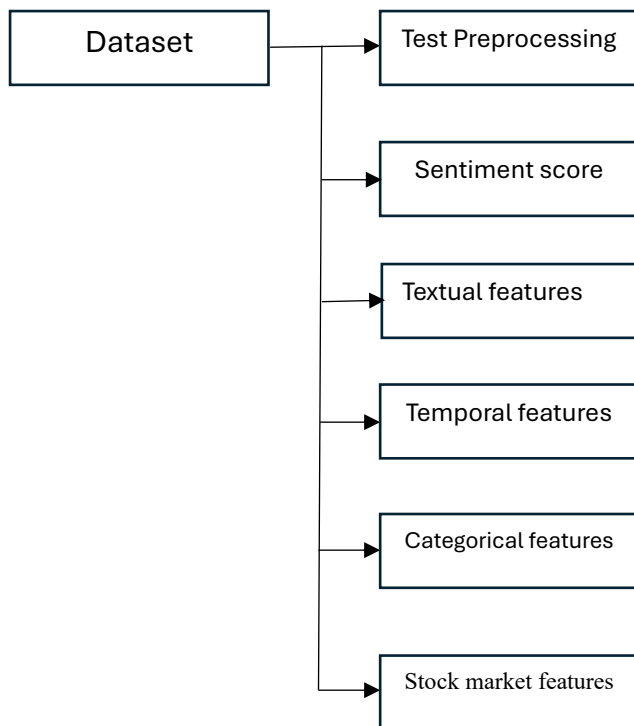 Dataset
Test Preprocessing
Sentiment score
Textual features
Temporal features
Categorical features
Stock market features